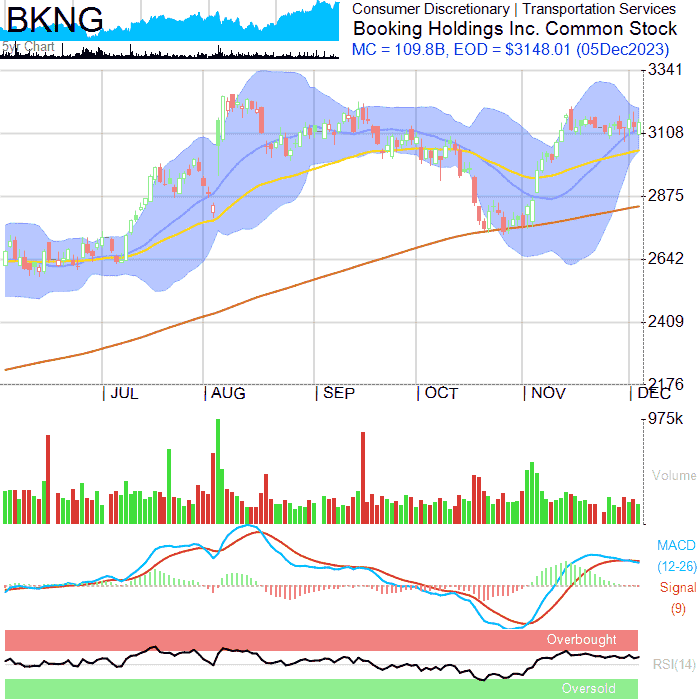 BKNG
5yr Chart
Consumer Discretionary | Transportation Services
Booking Holdings Inc. Common Stock
MC = 109.8B, EOD = $3148.01 (05Dec2023)
3341
3108
2875
2642
2409
2176
JUL AUG SEP OCT NOV DEC
975k
Volume
MACD
(12-26)
Signal
(9)
Overbought
RSI(14)
Oversold